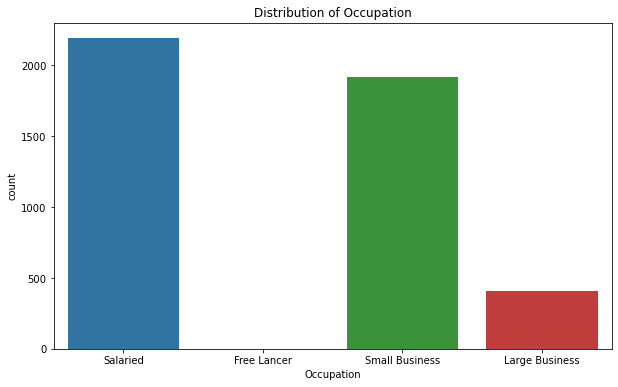 Distribution of Occupation
count
2000
1500
1000
500
0
Salaried
Free Lancer
Small Business
Large Business
Occupation